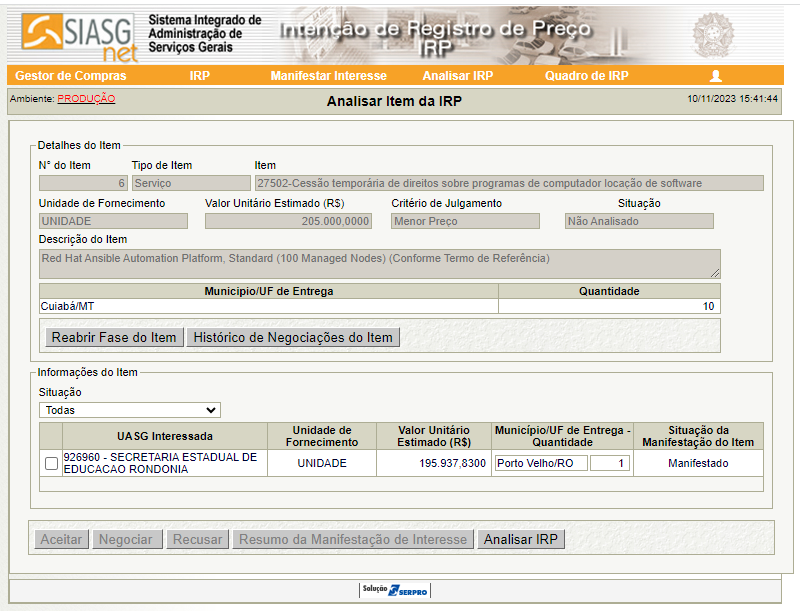 SIASG
net
Sistema Integrado de
Administração de
Serviços Gerais
Intenção de Registro de Preço
IRP
Gestor de Compras IRP Manifestar Interesse Analisar IRP Quadro de IRP
Ambiente: PRODUÇÃO
Analisar Item da IRP
10/11/2023 15:41:44
Detalhes do Item
N° do Item Tipo de Item Item
6 Serviço 27502-Cessão temporária de direitos sobre programas de computador locação de software
Unidade de Fornecimento Valor Unitário Estimado (R$) Critério de Julgamento Situação
UNIDADE 205.000,0000 Menor Preço Não Analisado
Descrição do Item
Red Hat Ansible Automation Platform, Standard (100 Managed Nodes) (Conforme Termo de Referência)
Município/UF de Entrega Quantidade
Cuiabá/MT 10
Reabrir Fase do Item Histórico de Negociações do Item
Informações do Item
Situação
Todas
UASG Interessada
Unidade de
Fornecimento
Valor Unitário
Estimado (R$)
Município/UF de Entrega -
Quantidade
Situação da
Manifestação do Item
926960 - SECRETARIA ESTADUAL DE
EDUCACAO RONDONIA
UNIDADE 195.937,8300 Porto Velho/RO 1 Manifestado
Aceitar Negociar Recusar Resumo da Manifestação de Interesse Analisar IRP
Solução SERPRO